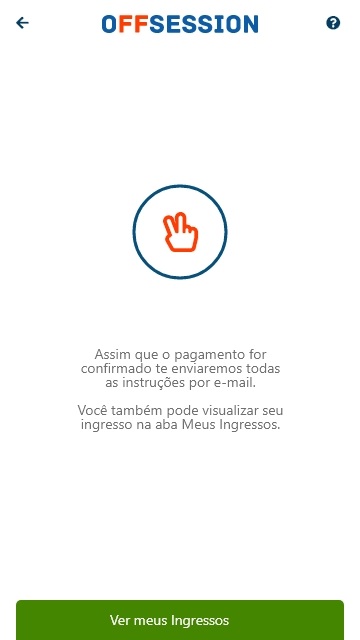 OFFSESSION
Assim que o pagamento for
confirmado te enviaremos todas
as instruções por e-mail.
Você também pode visualizar seu
ingresso na aba Meus Ingressos.
Ver meus Ingressos